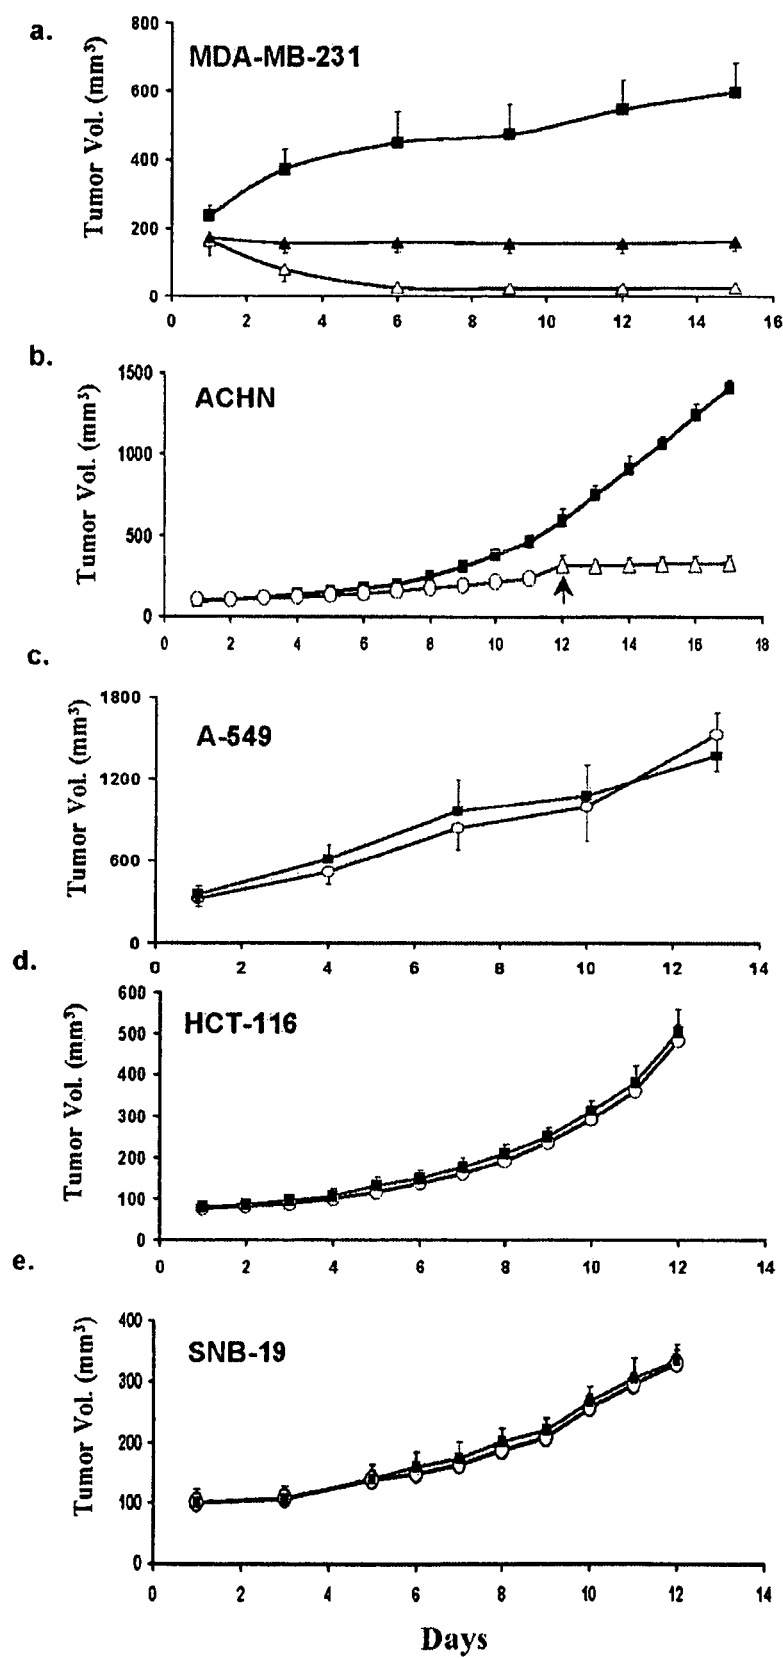 a.
MDA-MB-231
Tumor Vol. (mm³)
800
600
400
200
0
0 2 4 6 8 10 12 14 16
b.
ACHN
Tumor Vol. (mm³)
1500
1000
500
0
0 2 4 6 8 10 12 14 16 18
c.
A-549
Tumor Vol. (mm³)
1800
1200
600
0
0 2 4 6 8 10 12 14
d.
HCT-116
Tumor Vol. (mm³)
600
500
400
300
200
100
0
0 2 4 6 8 10 12 14
e.
SNB-19
Tumor Vol. (mm³)
400
300
200
100
0
0 2 4 6 8 10 12 14
Days